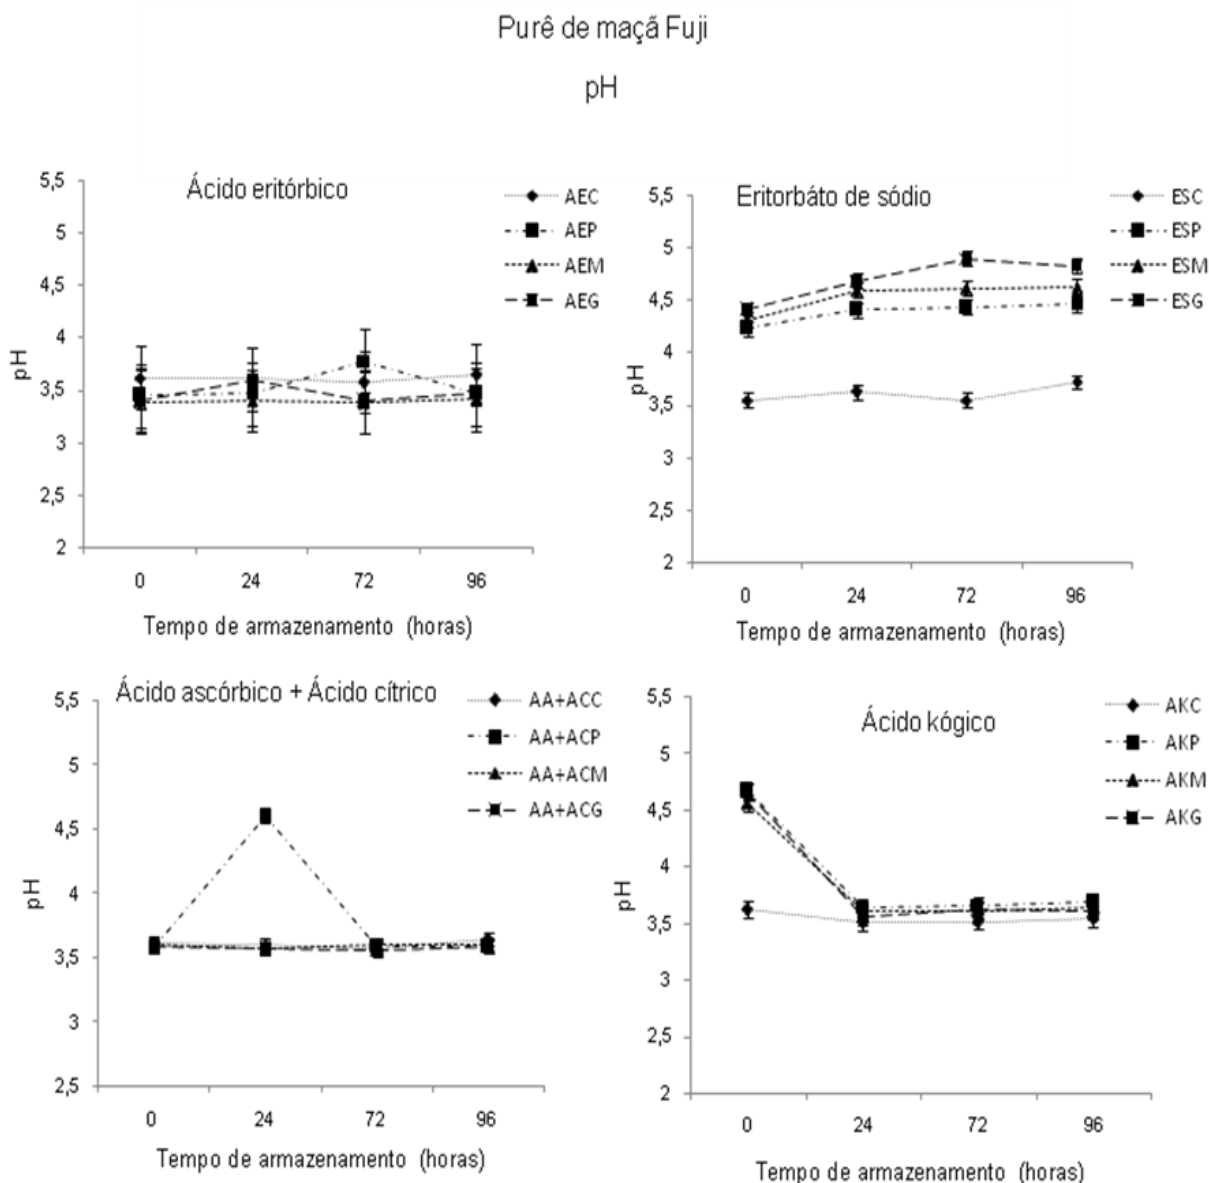 Purê de maçã Fuji
pH
Ácido eritórbico
AEC
AEP
AEM
AEG
5,5
5
4,5
4
3,5
3
2,5
2
pH
0 24 72 96
Tempo de armazenamento (horas)
Eritorbáto de sódio
ESC
ESP
ESM
ESG
5,5
5
4,5
4
3,5
3
2,5
2
pH
0 24 72 96
Tempo de armazenamento (horas)
Ácido ascórbico + Ácido cítrico
AA+ACC
AA+ACP
AA+ACM
AA+ACG
5,5
5
4,5
4
3,5
3
2,5
pH
0 24 72 96
Tempo de armazenamento (horas)
Ácido kógico
AKC
AKP
AKM
AKG
5,5
5
4,5
4
3,5
3
2,5
2
pH
0 24 72 96
Tempo de armazenamento (horas)